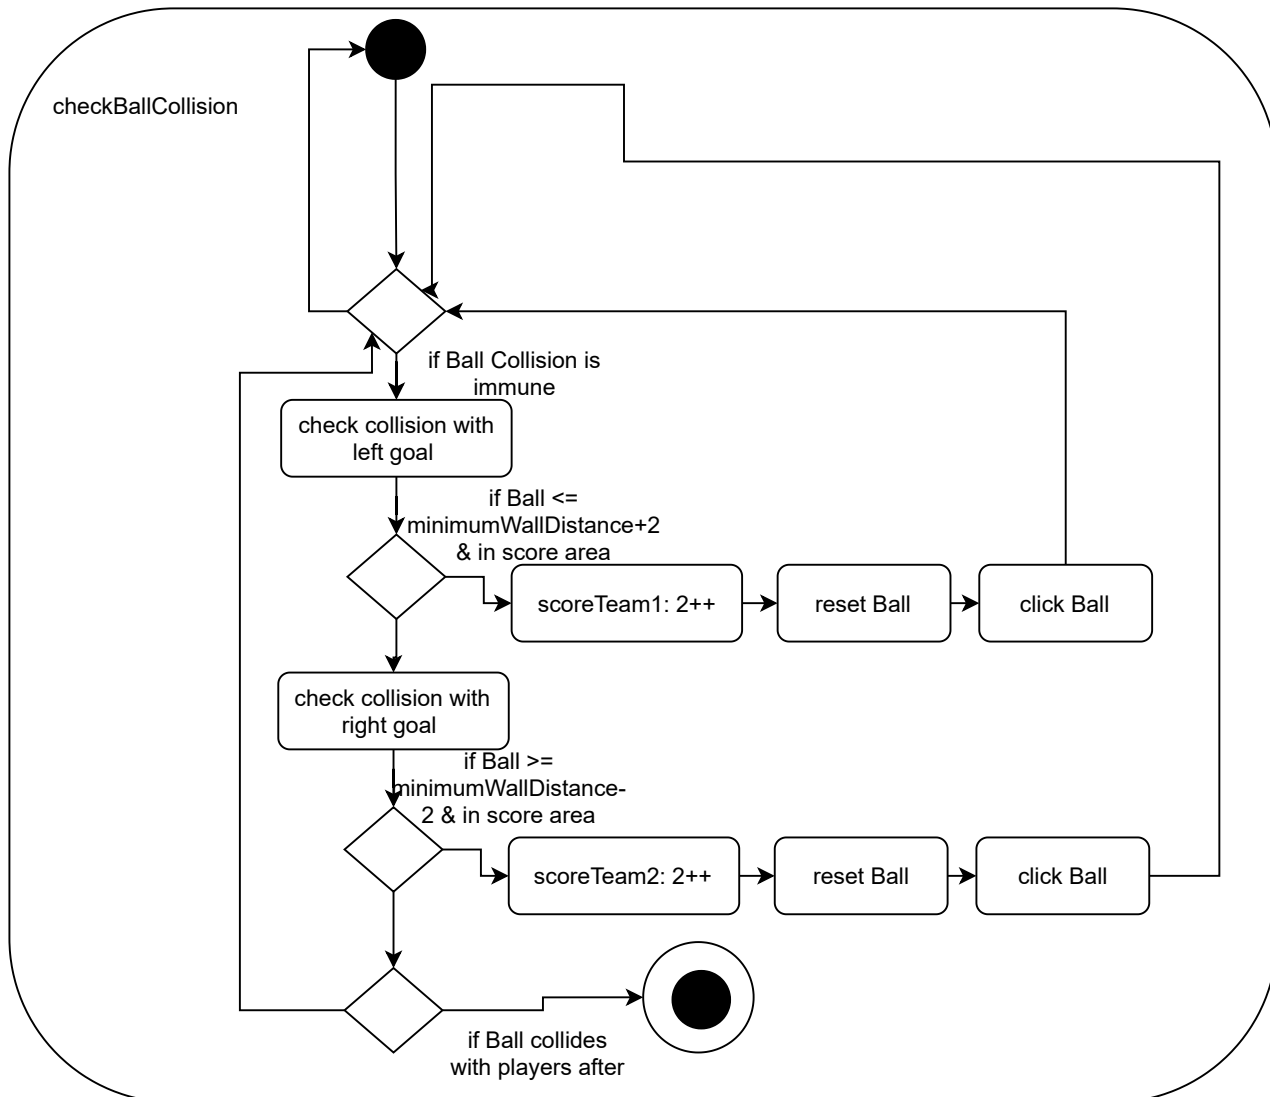 checkBallCollision
if Ball Collision is
immune
check collision with
left goal
if Ball <=
minimumWallDistance+2
& in score area
scoreTeam1: 2++
reset Ball
click Ball
check collision with
right goal
if Ball >=
minimumWallDistance-
2 & in score area
scoreTeam2: 2++
reset Ball
click Ball
if Ball collides
with players after